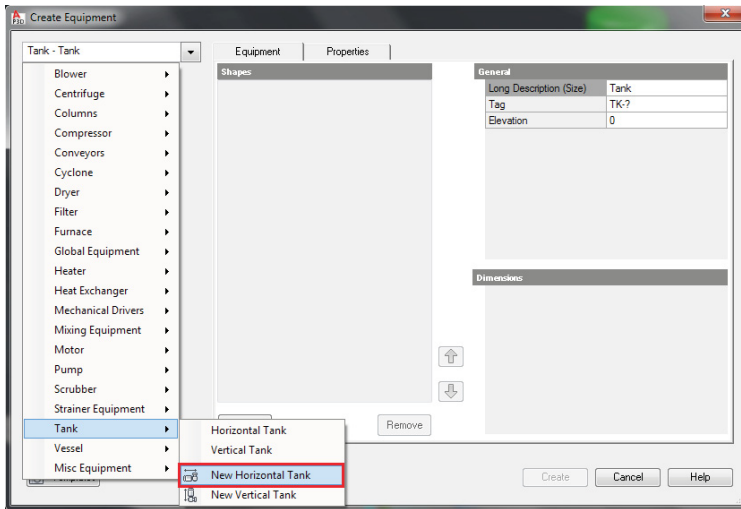 A
P3D
Create Equipment
Tank - Tank
Equipment
Properties
Blower
Centrifuge
Columns
Compressor
Conveyors
Cyclone
Dryer
Filter
Furnace
Global Equipment
Heater
Heat Exchanger
Mechanical Drivers
Mixing Equipment
Motor
Pump
Scrubber
Strainer Equipment
Tank
Vessel
Misc Equipment
Horizontal Tank
Vertical Tank
New Horizontal Tank
New Vertical Tank
Shapes
Remove
General
Long Description (Size) Tank
Tag TK-?
Elevation 0
Dimensions
Create
Cancel
Help